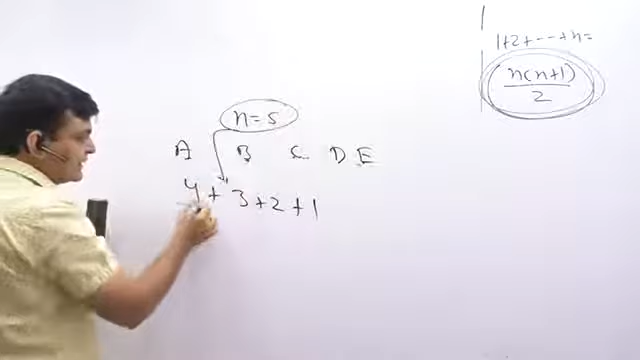 1+2+---+n=
n(n+1)
2
n=5
A B C D E
4+3+2+1